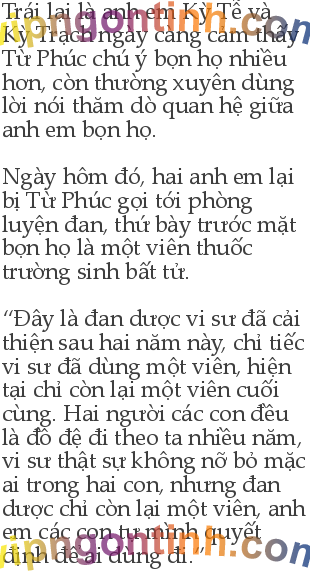 Trái lại là anh em Kỳ Tễ và
Kỳ Trạch ngày càng cảm thấy
Từ Phúc chú ý bọn họ nhiều
hơn, còn thường xuyên dùng
lời nói thăm dò quan hệ giữa
anh em bọn họ.
Ngày hôm đó, hai anh em lại
bị Từ Phúc gọi tới phòng
luyện đan, thứ bày trước mặt
bọn họ là một viên thuốc
trường sinh bất tử.
“Đây là đan dược vi sư đã cải
thiện sau hai năm này, chỉ tiếc
vi sư đã dùng một viên, hiện
tại chỉ còn lại một viên cuối
cùng. Hai người các con đều
là đồ đệ đi theo ta nhiều năm,
vi sư thật sự không nỡ bỏ mặc
ai trong hai con, nhưng đan
dược chỉ còn lại một viên, anh
em các con tự mình quyết
định để ai dùng đi.”